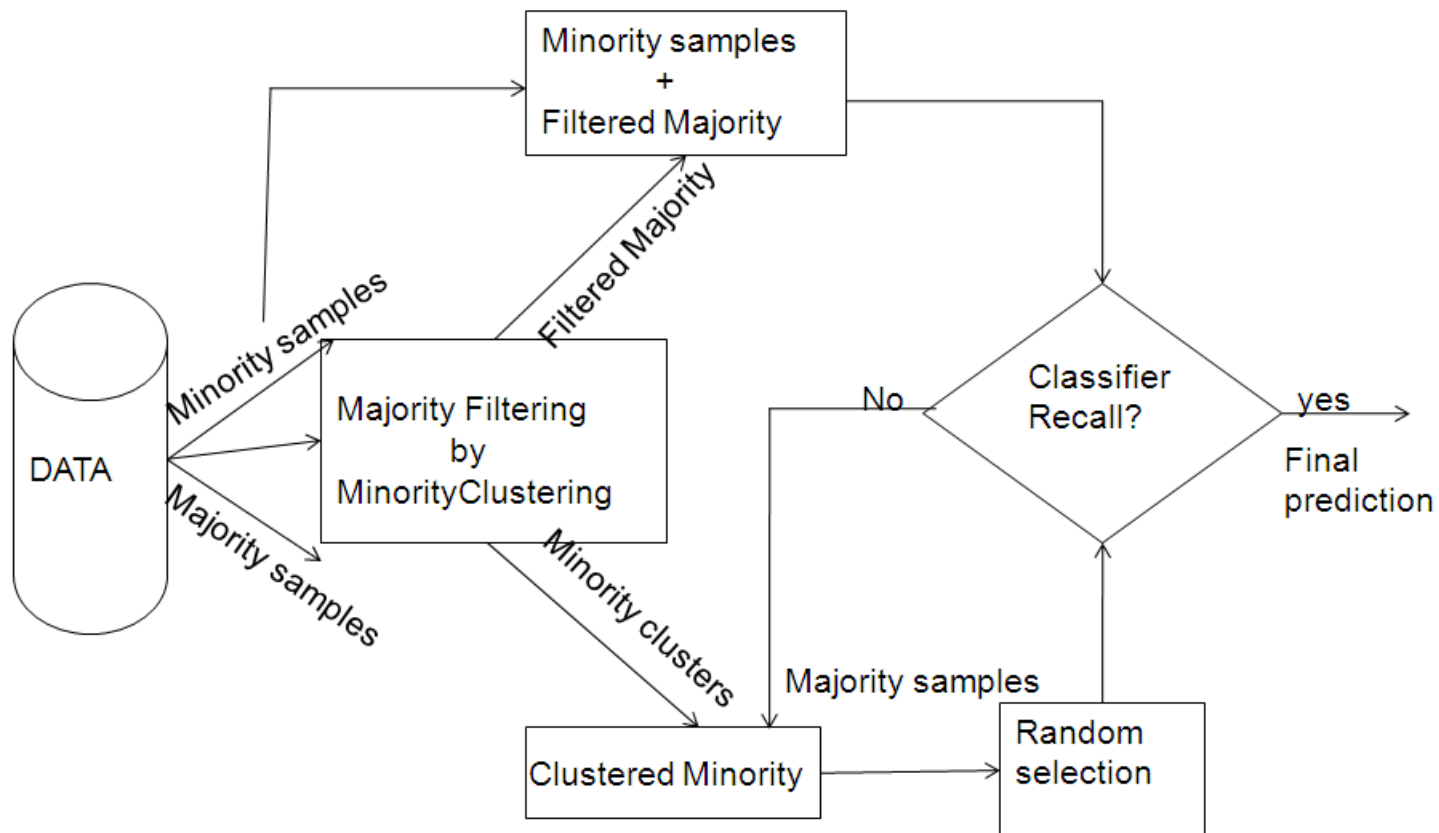 Minority samples
+
Filtered Majority
Filtered Majority
Minority samples
DATA
Majority Filtering
by
MinorityClustering
Majority samples
Minority clusters
No
Classifier
Recall?
yes
Final
prediction
Majority samples
Clustered Minority
Random
selection